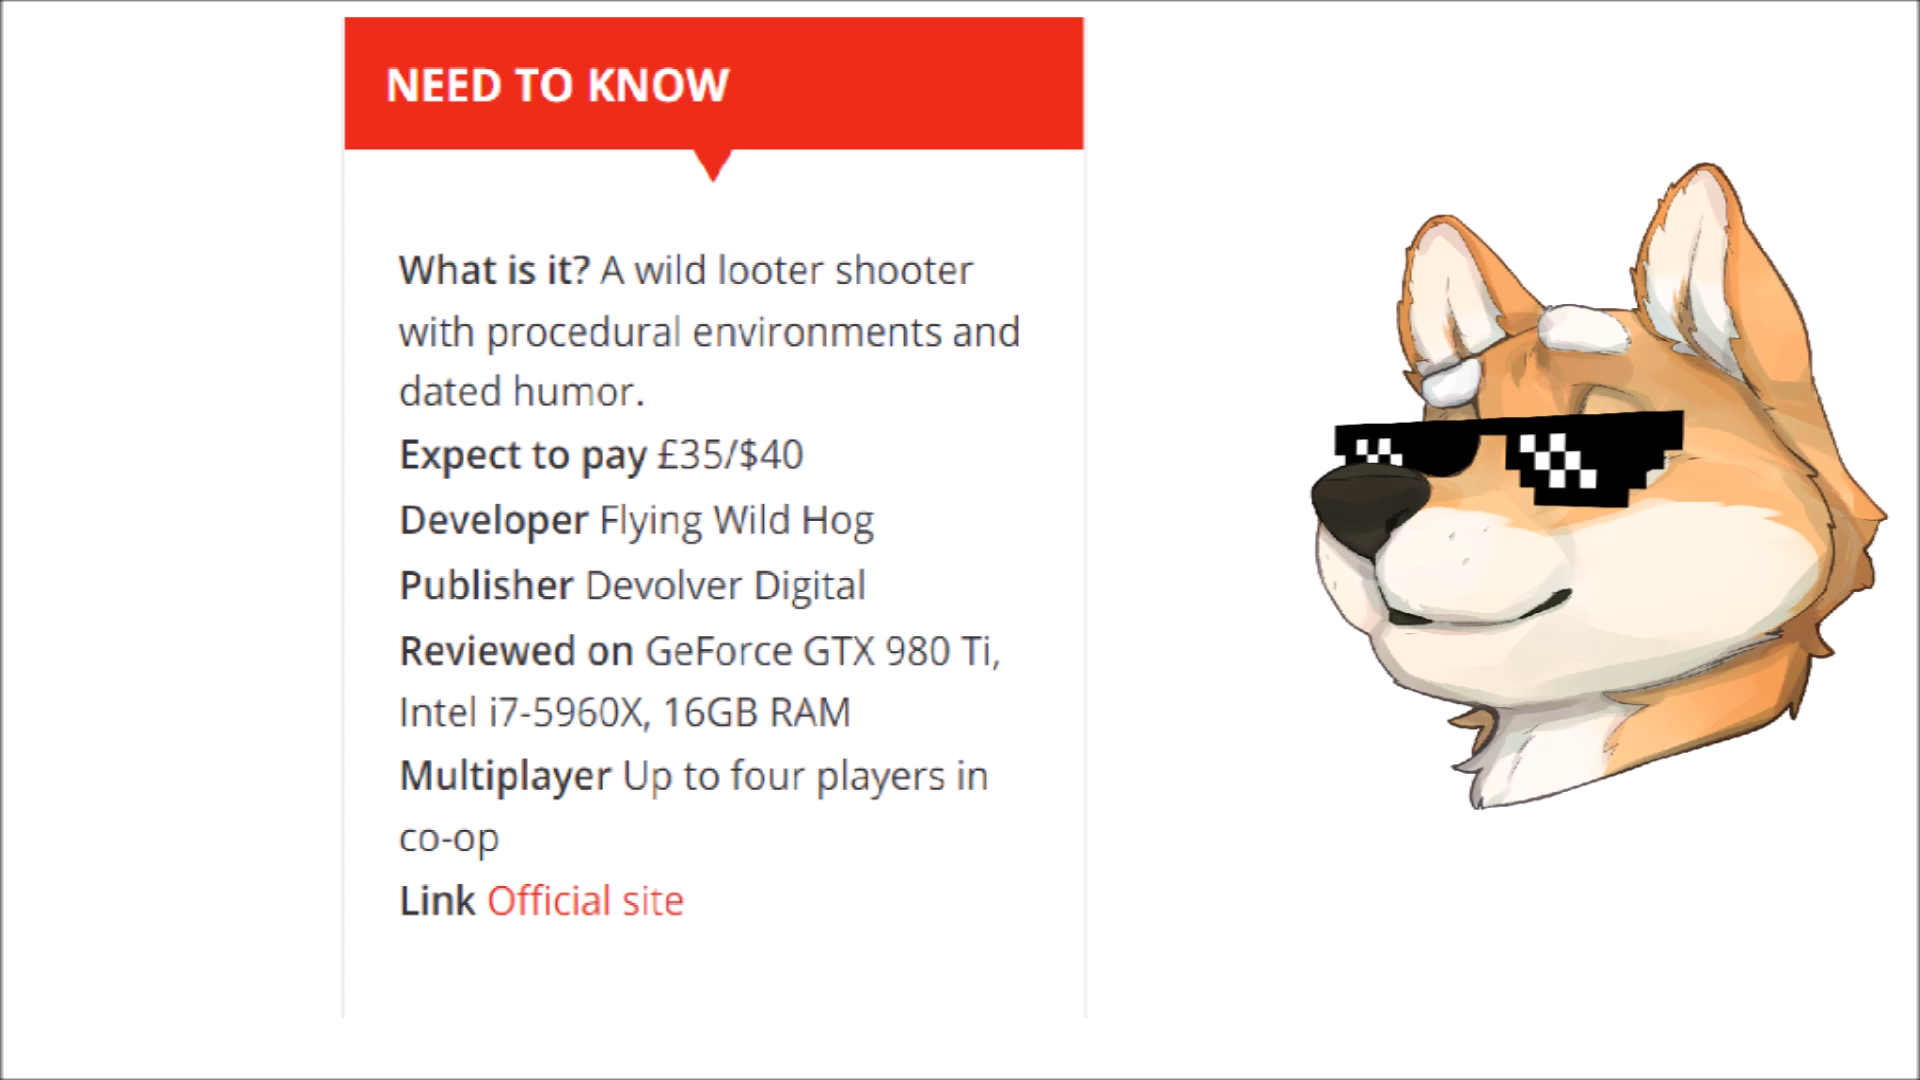 NEED TO KNOW
What is it? A wild looter shooter
with procedural environments and
dated humor.
Expect to pay £35/$40
Developer Flying Wild Hog
Publisher Devolver Digital
Reviewed on GeForce GTX 980 Ti,
Intel i7-5960X, 16GB RAM
Multiplayer Up to four players in
co-op
Link Official site